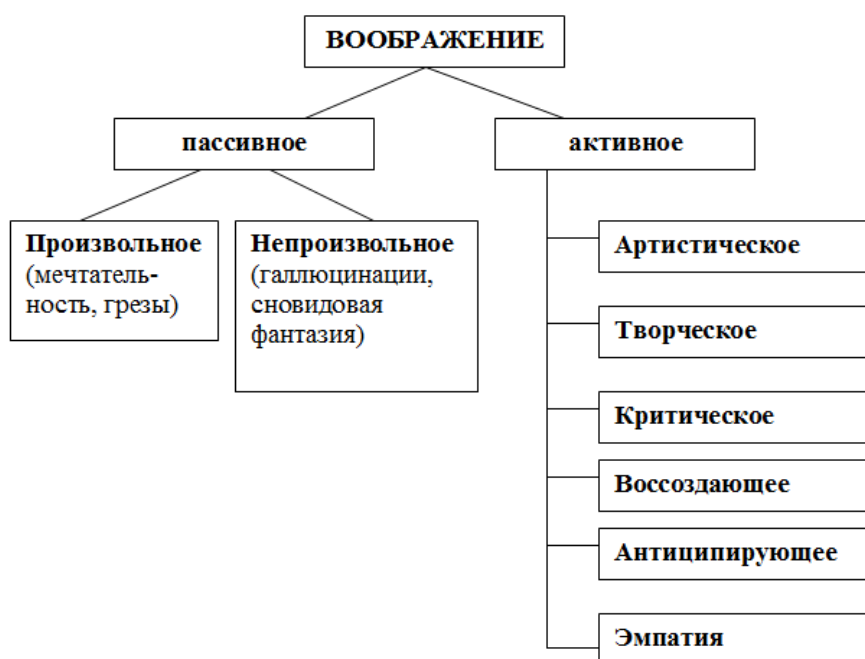 ВООБРАЖЕНИЕ
пассивное
активное
Произвольное
(мечтатель-
ность, грезы)
Непроизвольное
(галлюцинации,
сновидовая
фантазия)
Артистическое
Творческое
Критическое
Воссоздающее
Антиципирующее
Эмпатия